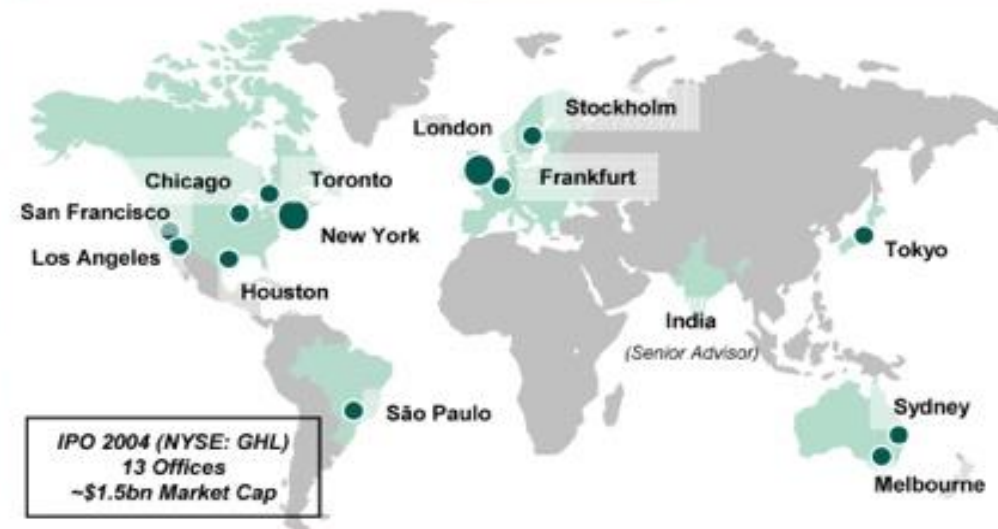 Stockholm
London
Chicago
Toronto
Frankfurt
San Francisco
New York
Los Angeles
Tokyo
Houston
India
(Senior Advisor)
São Paulo
Sydney
Melbourne
IPO 2004 (NYSE: GHL)
13 Offices
~$1.5bn Market Cap